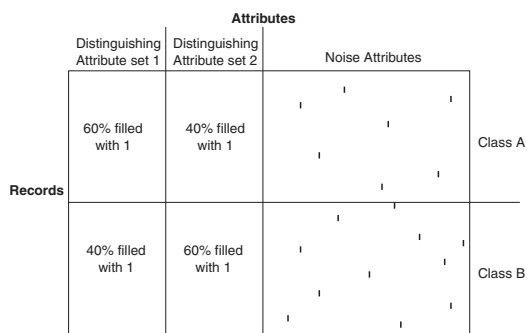 Attributes
Distinguishing
Attribute set 1
Distinguishing
Attribute set 2
Noise Attributes
60% filled
with 1
40% filled
with 1
Class A
Records
40% filled
with 1
60% filled
with 1
Class B